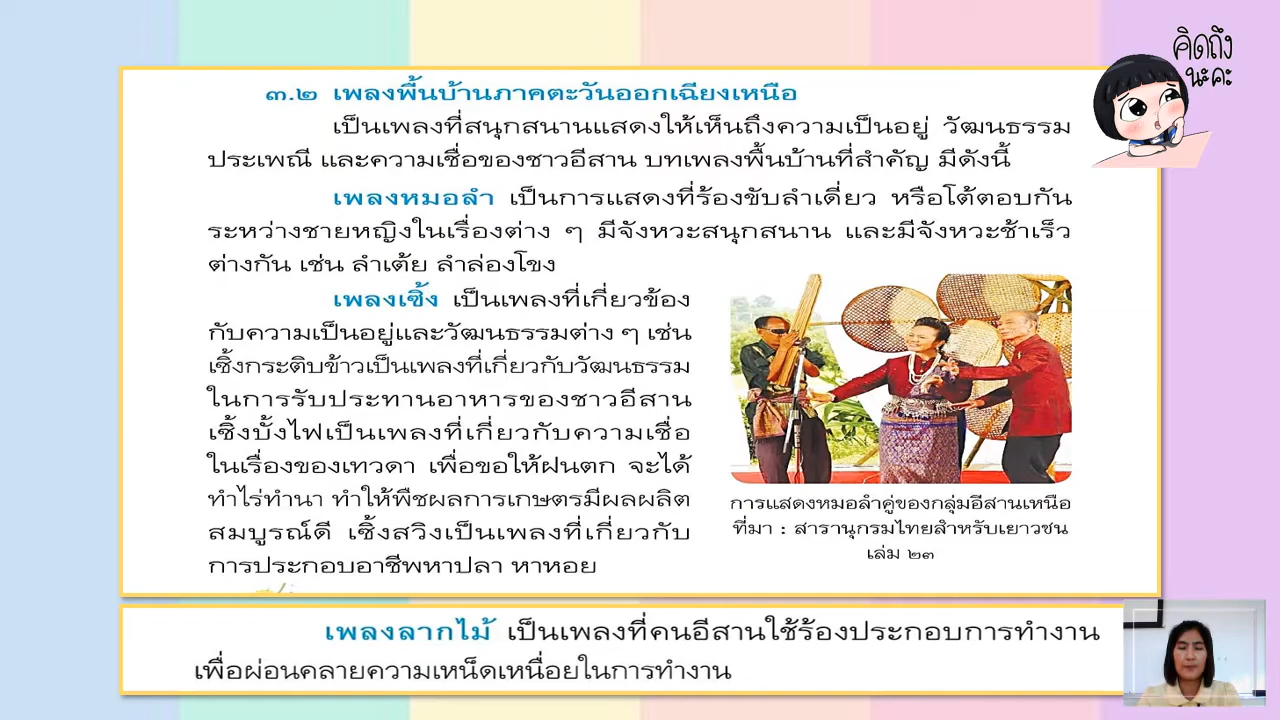 ๓.๒ เพลงพื้นบ้านภาคตะวันออกเฉียงเหนือ
เป็นเพลงที่สนุกสนานแสดงให้เห็นถึงความเป็นอยู่ วัฒนธรรม
ประเพณี และความเชื่อของชาวอีสาน บทเพลงพื้นบ้านที่สำคัญ มีดังนี้
เพลงหมอลำ เป็นการแสดงที่ร้องขับลำเดี่ยว หรือโต้ตอบกัน
ระหว่างชายหญิงในเรื่องต่าง ๆ มีจังหวะสนุกสนาน และมีจังหวะช้าเร็ว
ต่างกัน เช่น ลำเต้ย ลำล่องโขง
เพลงเซิ้ง เป็นเพลงที่เกี่ยวข้อง
กับความเป็นอยู่และวัฒนธรรมต่าง ๆ เช่น
เซิ้งกระติบข้าวเป็นเพลงที่เกี่ยวกับวัฒนธรรม
ในการรับประทานอาหารของชาวอีสาน
เซิ้งบั้งไฟเป็นเพลงที่เกี่ยวกับความเชื่อ
ในเรื่องของเทวดา เพื่อขอให้ฝนตก จะได้
ทำไร่ทำนา ทำให้พืชผลการเกษตรมีผลผลิต
สมบูรณ์ดี เซิ้งสวิงเป็นเพลงที่เกี่ยวกับ
การประกอบอาชีพหาปลา หาหอย
การแสดงหมอลำคู่ของกลุ่มอีสานเหนือ
ที่มา : สารานุกรมไทยสำหรับเยาวชน
เล่ม ๒๓
เพลงลากไม้ เป็นเพลงที่คนอีสานใช้ร้องประกอบการทำงาน
เพื่อผ่อนคลายความเหน็ดเหนื่อยในการทำงาน
คิดถึง
นะคะ